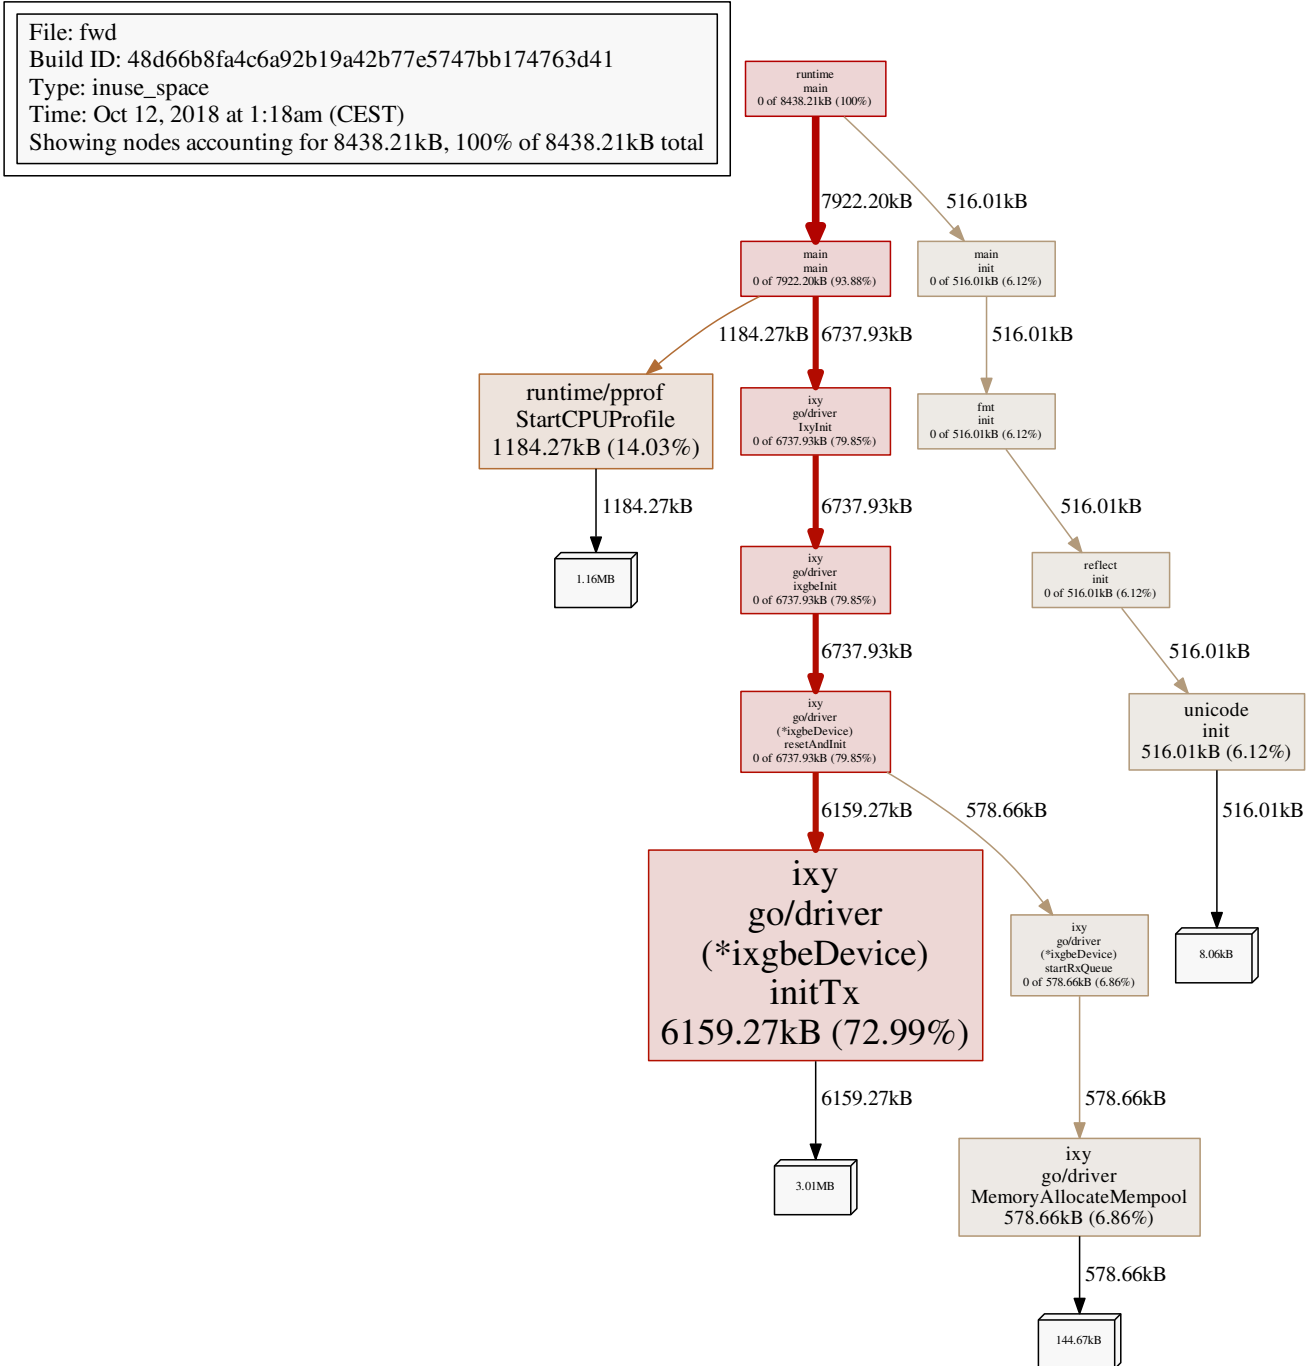 File: fwd
Build ID: 48d66b8fa4c6a92b19a42b77e5747bb174763d41
Type: inuse_space
Time: Oct 12, 2018 at 1:18am (CEST)
Showing nodes accounting for 8438.21kB, 100% of 8438.21kB total
runtime
main
0 of 8438.21kB (100%)
7922.20kB
516.01kB
main
main
0 of 7922.20kB (93.88%)
main
init
0 of 516.01kB (6.12%)
1184.27kB
6737.93kB
516.01kB
runtime/pprof
StartCPUProfile
1184.27kB (14.03%)
ixy
go/driver
IxyInit
0 of 6737.93kB (79.85%)
fmt
init
0 of 516.01kB (6.12%)
1184.27kB
6737.93kB
516.01kB
1.16MB
ixy
go/driver
ixgbeInit
0 of 6737.93kB (79.85%)
reflect
init
0 of 516.01kB (6.12%)
6737.93kB
516.01kB
ixy
go/driver
(*ixgbeDevice)
resetAndInit
0 of 6737.93kB (79.85%)
unicode
init
516.01kB (6.12%)
6159.27kB
578.66kB
516.01kB
ixy
go/driver
(*ixgbeDevice)
initTx
6159.27kB (72.99%)
ixy
go/driver
(*ixgbeDevice)
startRxQueue
0 of 578.66kB (6.86%)
8.06kB
6159.27kB
578.66kB
3.01MB
ixy
go/driver
MemoryAllocateMempool
578.66kB (6.86%)
578.66kB
144.67kB